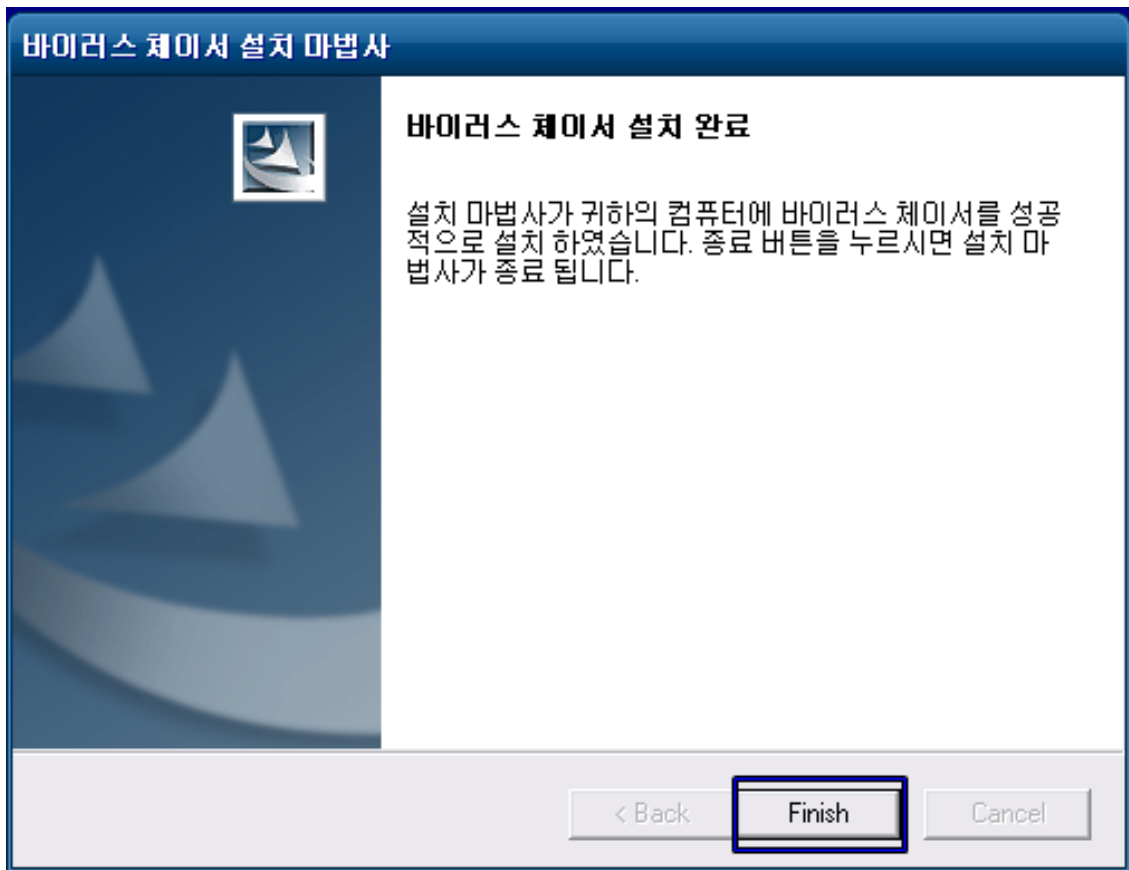 바이러스 체이서 설치 마법사
바이러스 체이서 설치 완료
설치 마법사가 귀하의 컴퓨터에 바이러스 체이서를 성공
적으로 설치 하였습니다. 종료 버튼을 누르시면 설치 마
법사가 종료 됩니다.
< Back
Finish
Cancel